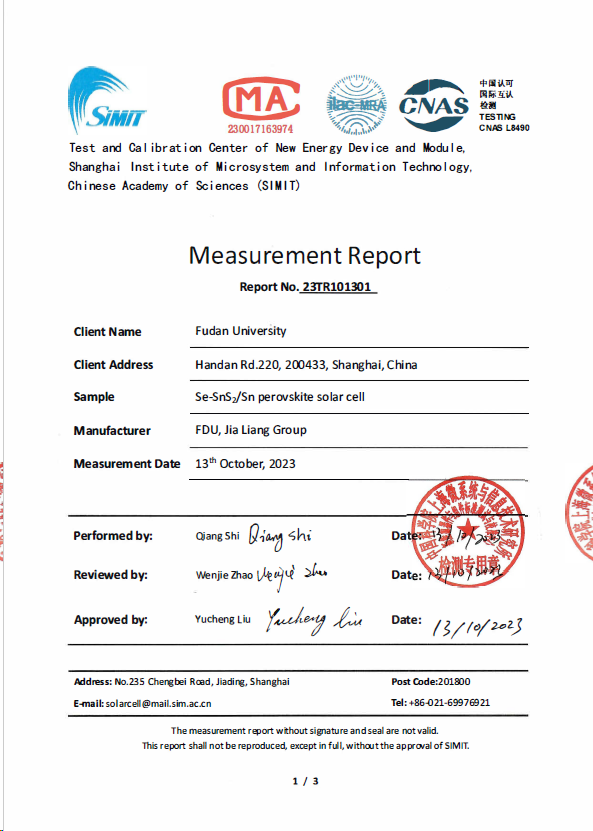 SIMIT
MA
230017163974
ilac-MRA
CNAS
中国认可
国际互认
检测
TESTING
CNAS L8490
Test and Calibration Center of New Energy Device and Module,
Shanghai Institute of Microsystem and Information Technology,
Chinese Academy of Sciences (SIMIT)
Measurement Report
Report No. 23TR101301
Client Name Fudan University
Client Address Handan Rd.220, 200433, Shanghai, China
Sample Se-SnS₂/Sn perovskite solar cell
Manufacturer FDU, Jia Liang Group
Measurement Date 13th October, 2023
Performed by: Qiang Shi Qiang Shi Date: 13/10/2023
Reviewed by: Wenjie Zhao Wenjie Zhao Date: 13/10/2023
Approved by: Yucheng Liu Yucheng Liu Date: 13/10/2023
检测专用章
Address: No.235 Chengbei Road, Jiading, Shanghai Post Code:201800
E-mail: solarcell@mail.sim.ac.cn Tel: +86-021-69976921
The measurement report without signature and seal are not valid.
This report shall not be reproduced, except in full, without the approval of SIMIT.
1 / 3